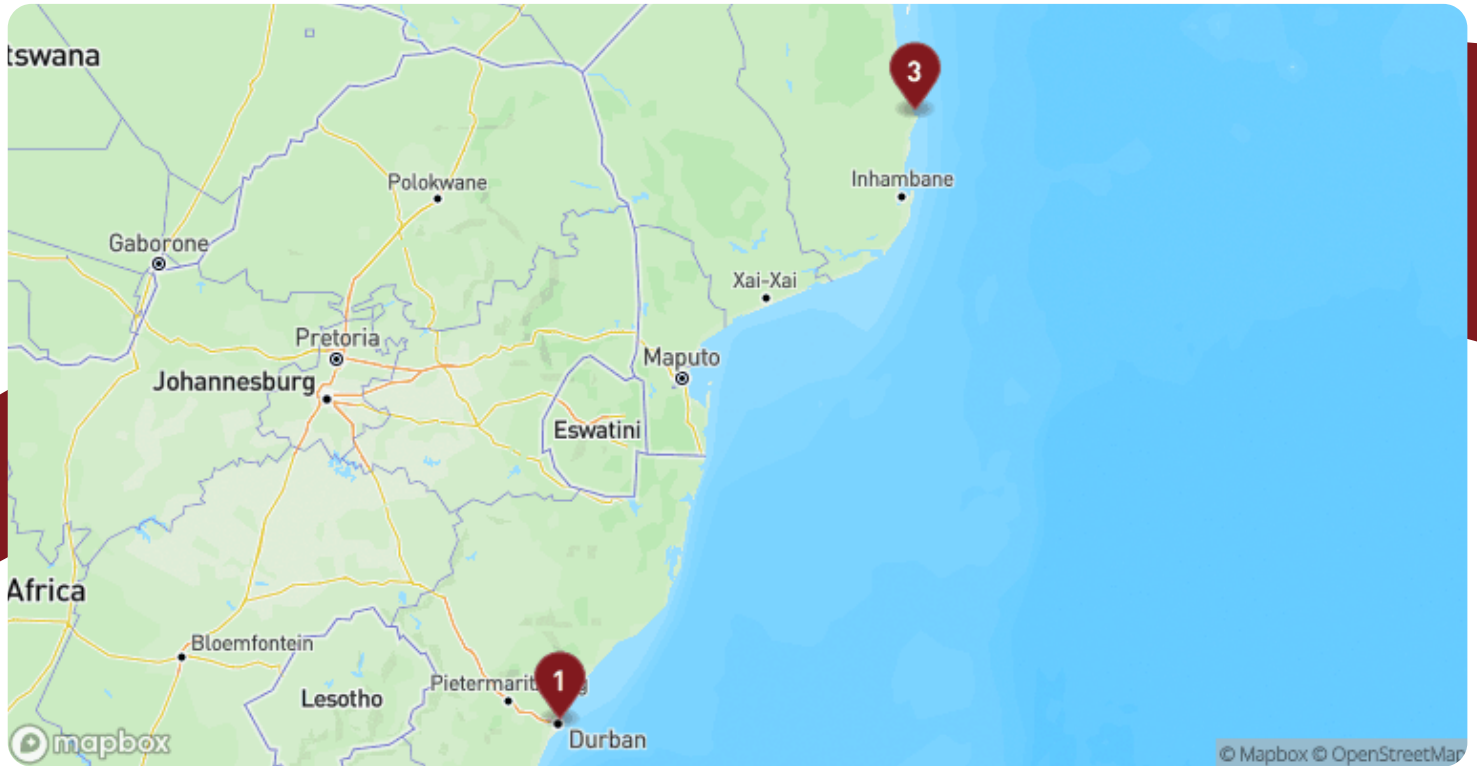 tswana
3
Polokwane
Inhambane
Gaborone
Xai-Xai
Pretoria
Maputo
Johannesburg
Eswatini
Africa
Bloemfontein
Pietermarit
1
Lesotho
Durban
mapbox
© Mapbox © OpenStreetMap